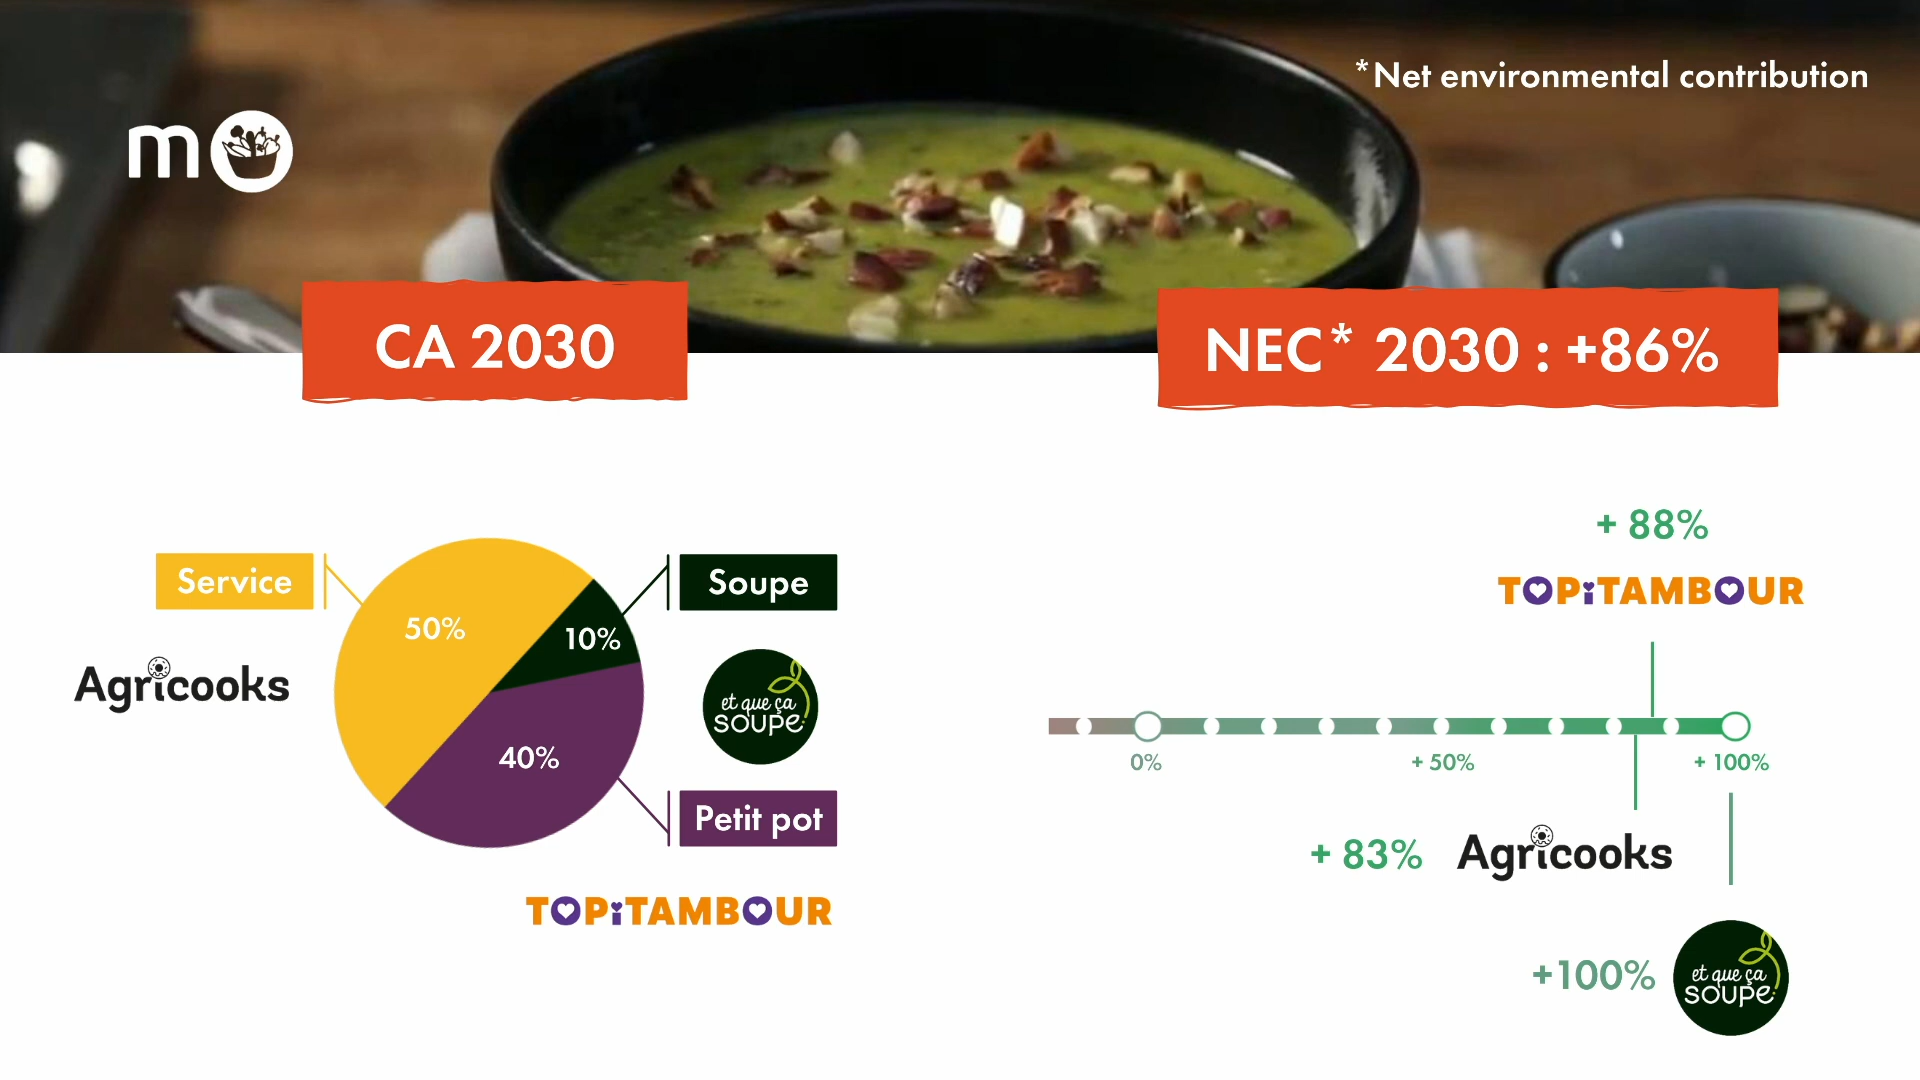 *Net environmental contribution
m
CA 2030
NEC* 2030 : +86%
Service
50%
Agricooks
Soupe
10%
et que ça
SOUPE
40%
Petit pot
TOPiTAMBOUR
+ 88%
TOPiTAMBOUR
0%
+ 50%
+ 100%
+ 83%
Agricooks
+100%
et que ça
SOUPE